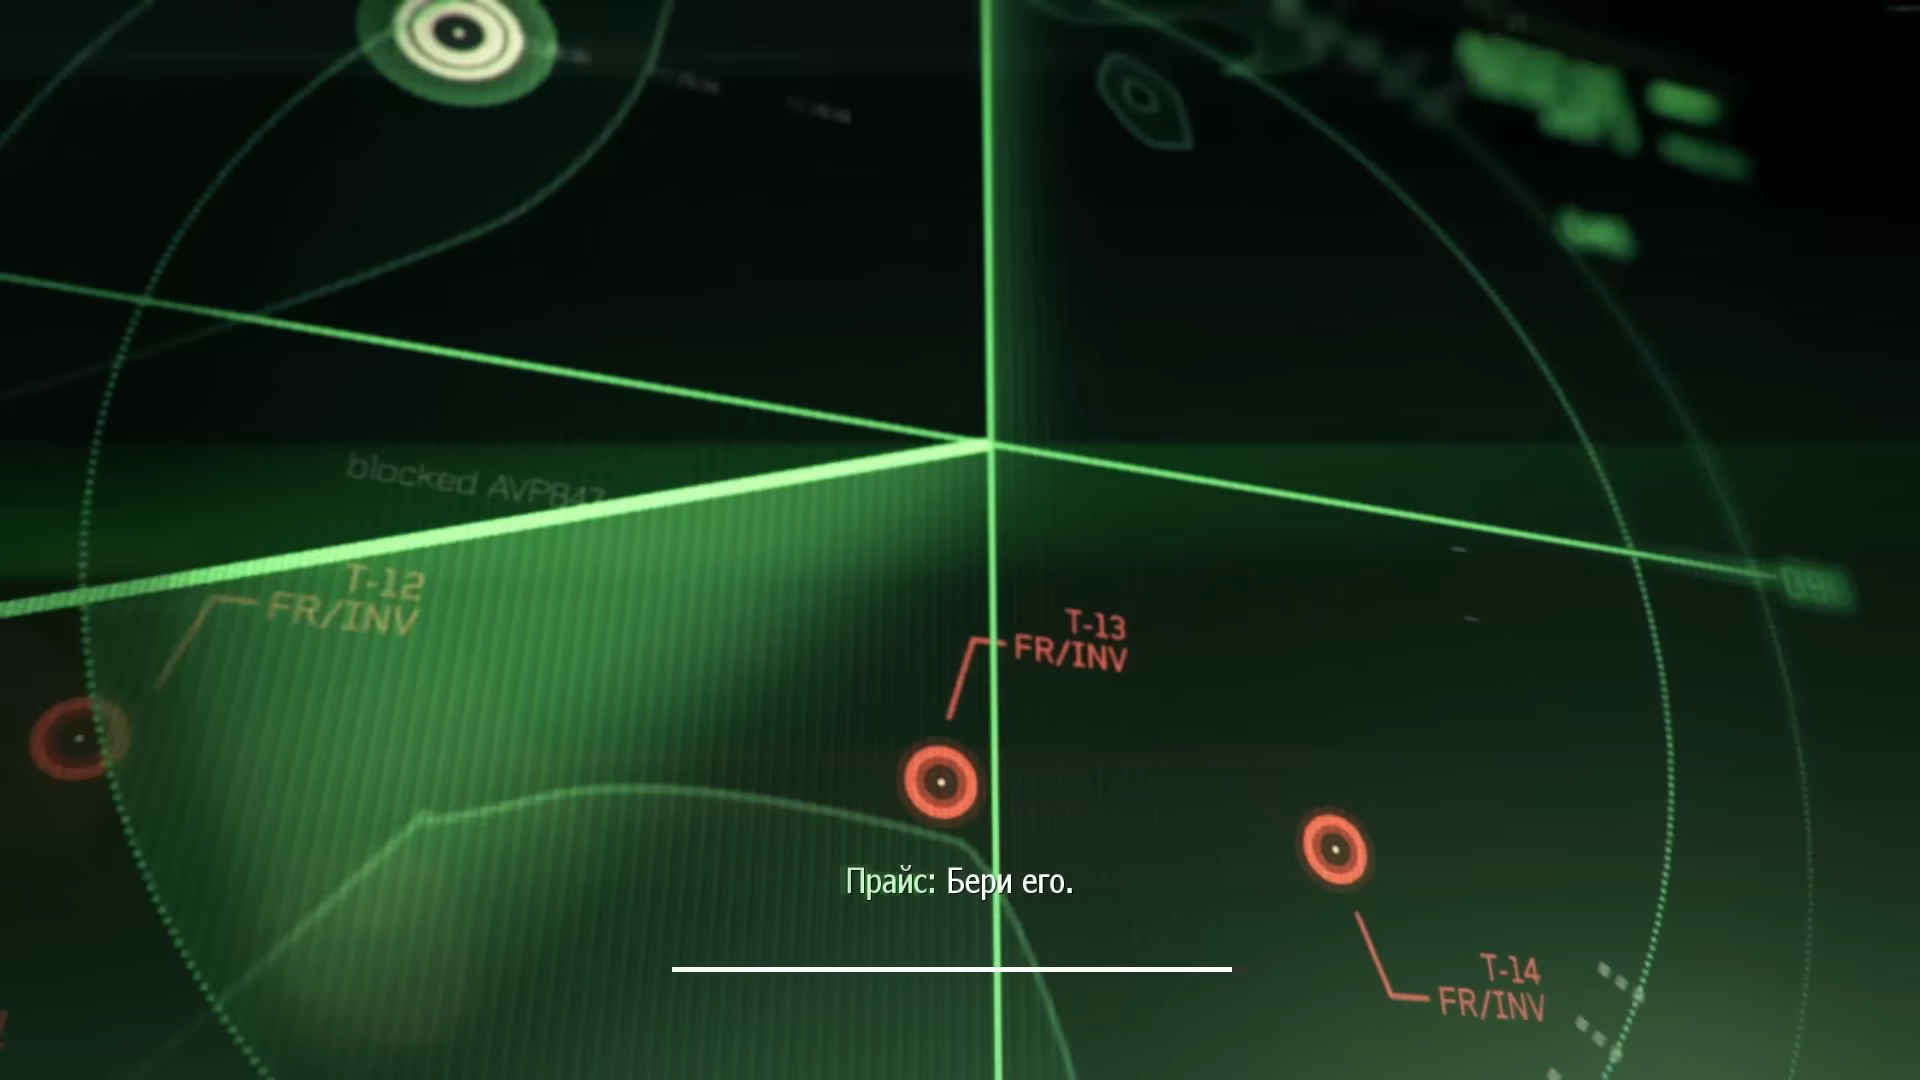 blocked AVP847
T-12
FR/INV
T-13
FR/INV
Прайс: Бери его.
T-14
FR/INV